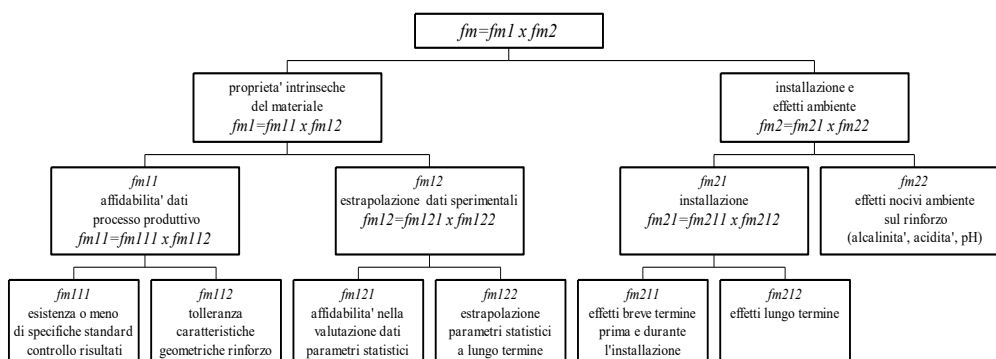 fm=fm1 x fm2
proprieta' intrinseche
del materiale
fm1=fm11 x fm12
installazione e
effetti ambiente
fm2=fm21 x fm22
fm11
affidabilita' dati
processo produttivo
fm11=fm111 x fm112
fm12
estrapolazione dati sperimentali
fm12=fm121 x fm122
fm21
installazione
fm21=fm211 x fm212
fm22
effetti nocivi ambiente
sul rinforzo
(alcalinita', acidita', pH)
fm111
esistenza o meno
di specifiche standard
controllo risultati
fm112
tolleranza
caratteristiche
geometriche rinforzo
fm121
affidabilita' nella
valutazione dati
parametri statistici
fm122
estrapolazione
parametri statistici
a lungo termine
fm211
effetti breve termine
prima e durante
l'installazione
fm212
effetti lungo termine